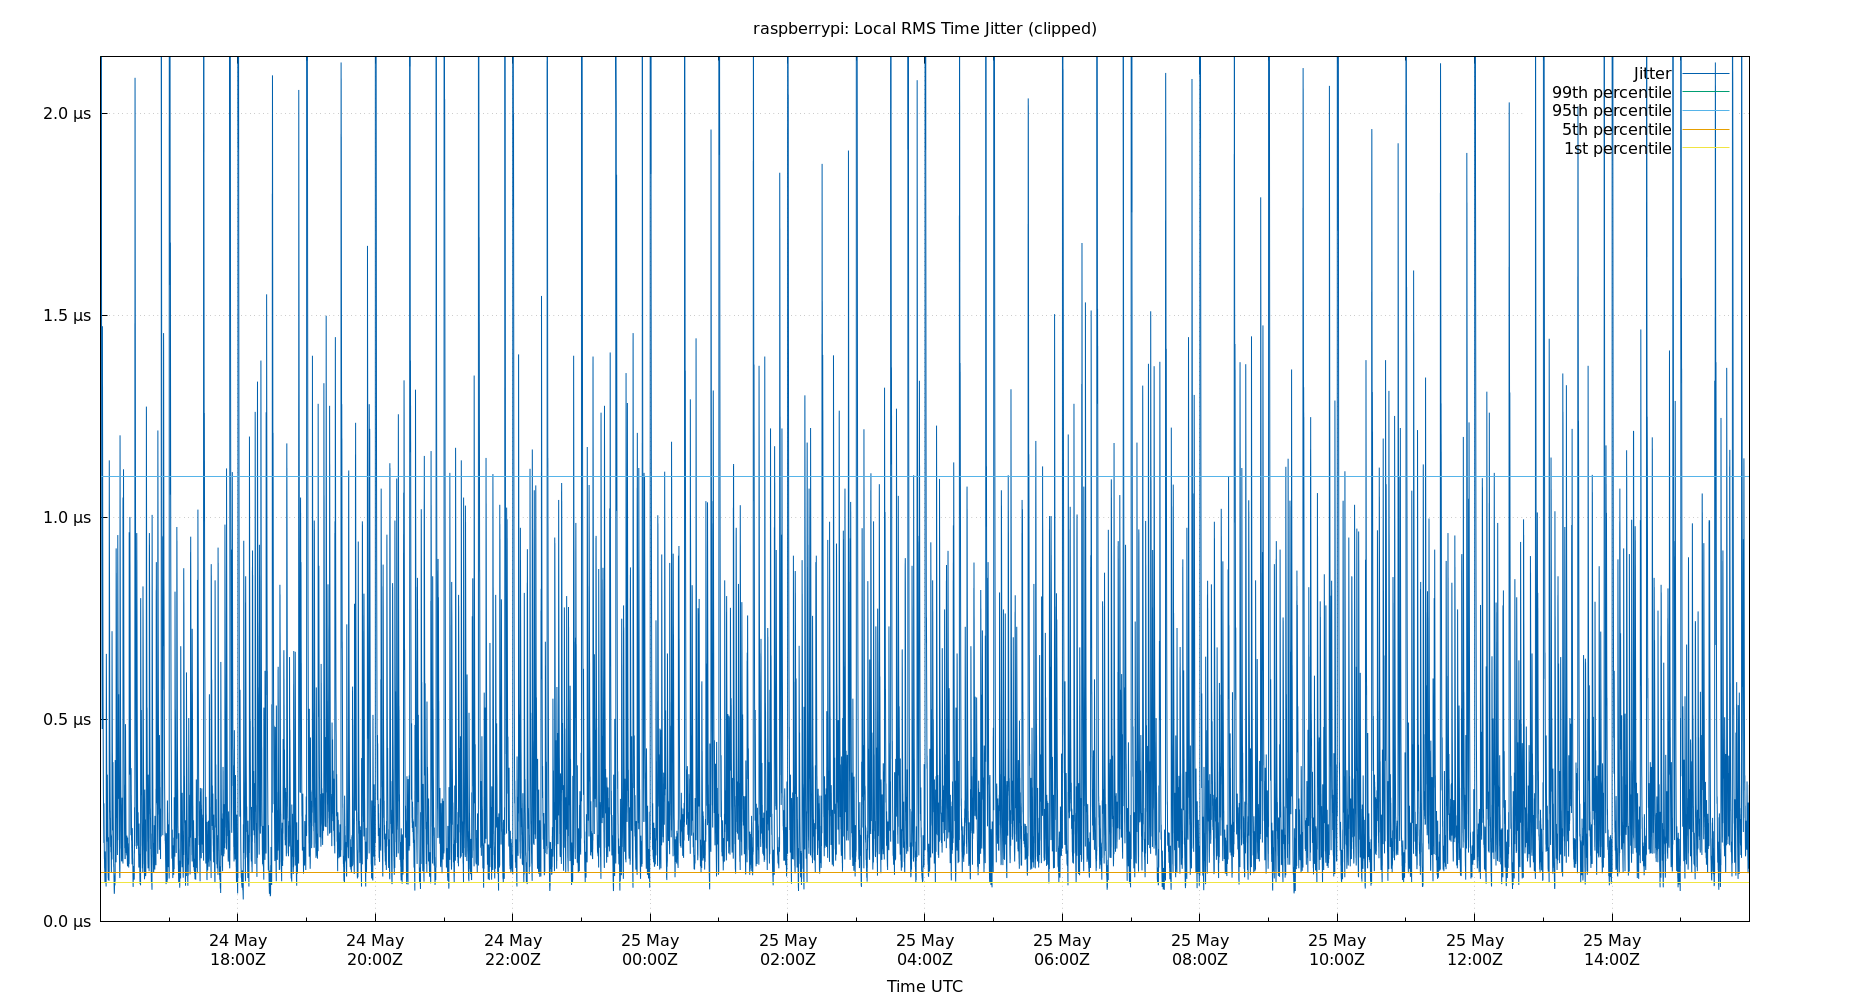 raspberrypi: Local RMS Time Jitter (clipped)
Jitter
99th percentile
95th percentile
5th percentile
1st percentile
2.0 µs
1.5 µs
1.0 µs
0.5 µs
0.0 µs
24 May 24 May 24 May 25 May 25 May 25 May 25 May 25 May 25 May 25 May 25 May
18:00Z 20:00Z 22:00Z 00:00Z 02:00Z 04:00Z 06:00Z 08:00Z 10:00Z 12:00Z 14:00Z
Time UTC